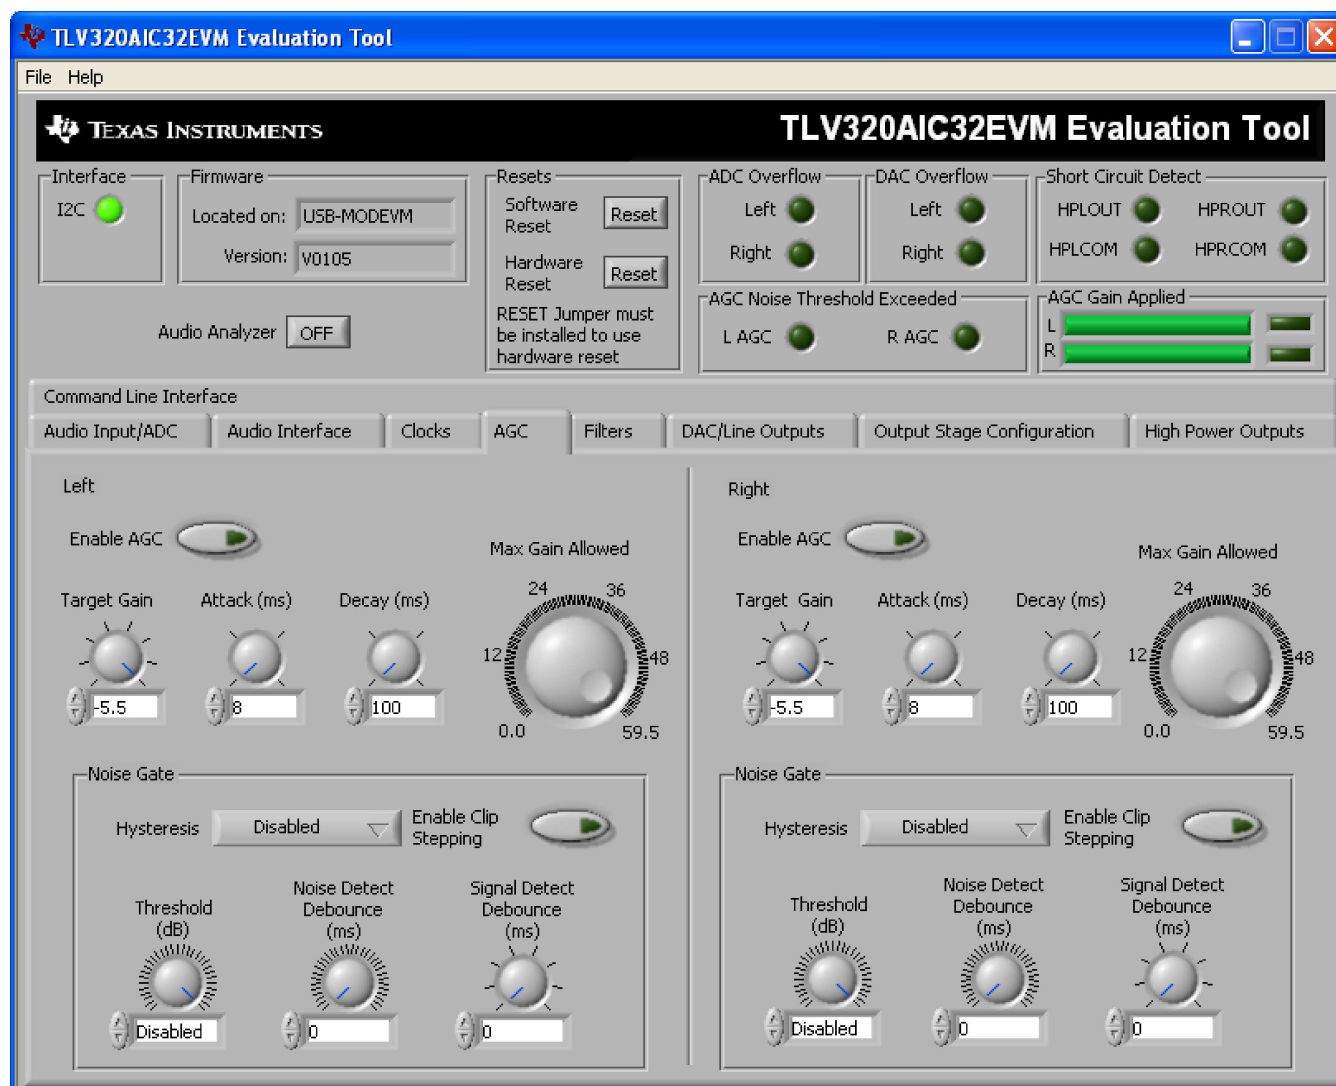 TLV320AIC32EVM Evaluation Tool
File Help
TEXAS INSTRUMENTS
TLV320AIC32EVM Evaluation Tool
Interface
I2C
Firmware
Located on: USB-MODEVM
Version: V0105
Audio Analyzer OFF
Resets
Software
Reset
Reset
Hardware
Reset
Reset
RESET Jumper must
be installed to use
hardware reset
ADC Overflow
Left
Right
DAC Overflow
Left
Right
Short Circuit Detect
HPLOUT HPROUT
HPLCOM HPRCOM
AGC Noise Threshold Exceeded
L AGC R AGC
AGC Gain Applied
L
R
Command Line Interface
Audio Input/ADC Audio Interface Clocks AGC Filters DAC/Line Outputs Output Stage Configuration High Power Outputs
Left
Enable AGC
Target Gain Attack (ms) Decay (ms)
-5.5 8 100
Max Gain Allowed
24 36
12 48
0.0 59.5
Noise Gate
Hysteresis Disabled
Enable Clip
Stepping
Threshold
(dB)
Disabled
Noise Detect
Debounce
(ms)
0
Signal Detect
Debounce
(ms)
0
Right
Enable AGC
Target Gain Attack (ms) Decay (ms)
-5.5 8 100
Max Gain Allowed
24 36
12 48
0.0 59.5
Noise Gate
Hysteresis Disabled
Enable Clip
Stepping
Threshold
(dB)
Disabled
Noise Detect
Debounce
(ms)
0
Signal Detect
Debounce
(ms)
0